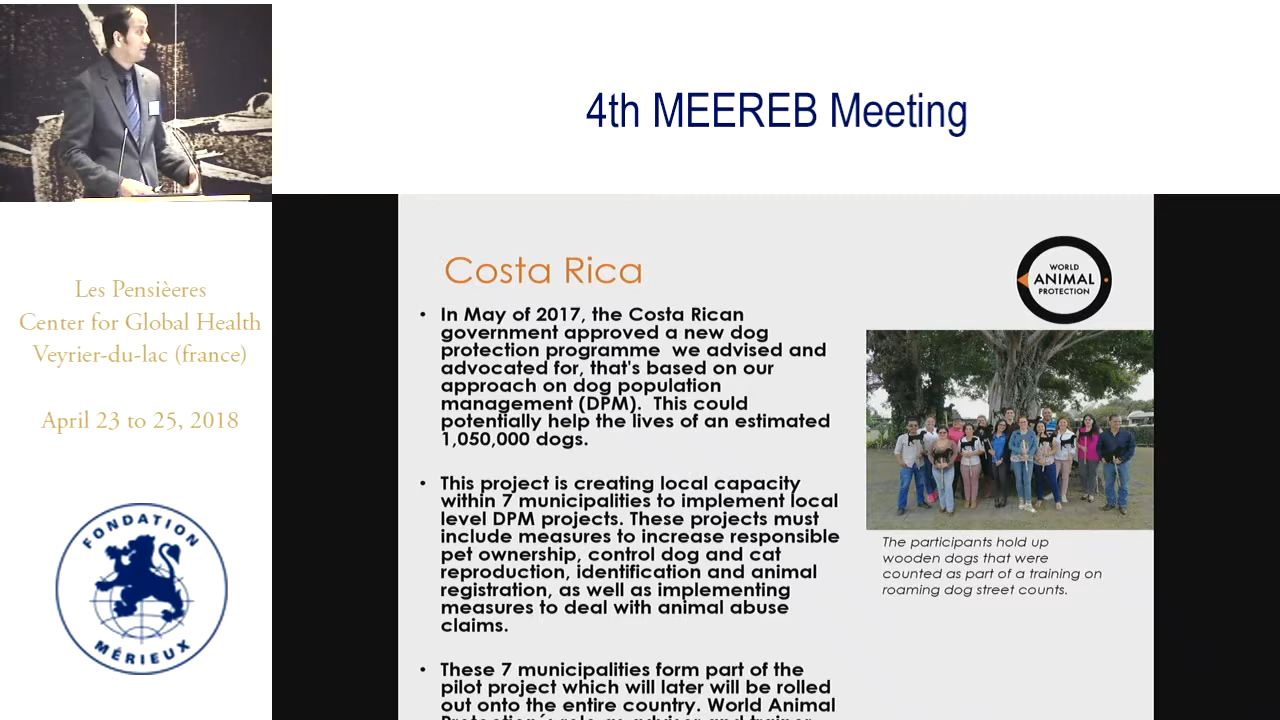 4th MEEREB Meeting
Les Pensièeres
Center for Global Health
Veyrier-du-lac (france)
April 23 to 25, 2018
FONDATION
MÉRIEUX
Costa Rica
WORLD
ANIMAL
PROTECTION
• In May of 2017, the Costa Rican
government approved a new dog
protection programme  we advised and
advocated for, that's based on our
approach on dog population
management (DPM).  This could
potentially help the lives of an estimated
1,050,000 dogs.
• This project is creating local capacity
within 7 municipalities to implement local
level DPM projects. These projects must
include measures to increase responsible
pet ownership, control dog and cat
reproduction, identification and animal
registration, as well as implementing
measures to deal with animal abuse
claims.
• These 7 municipalities form part of the
pilot project which will later will be rolled
out onto the entire country. World Animal
Protection´s role as advisor and trainer
The participants hold up
wooden dogs that were
counted as part of a training on
roaming dog street counts.